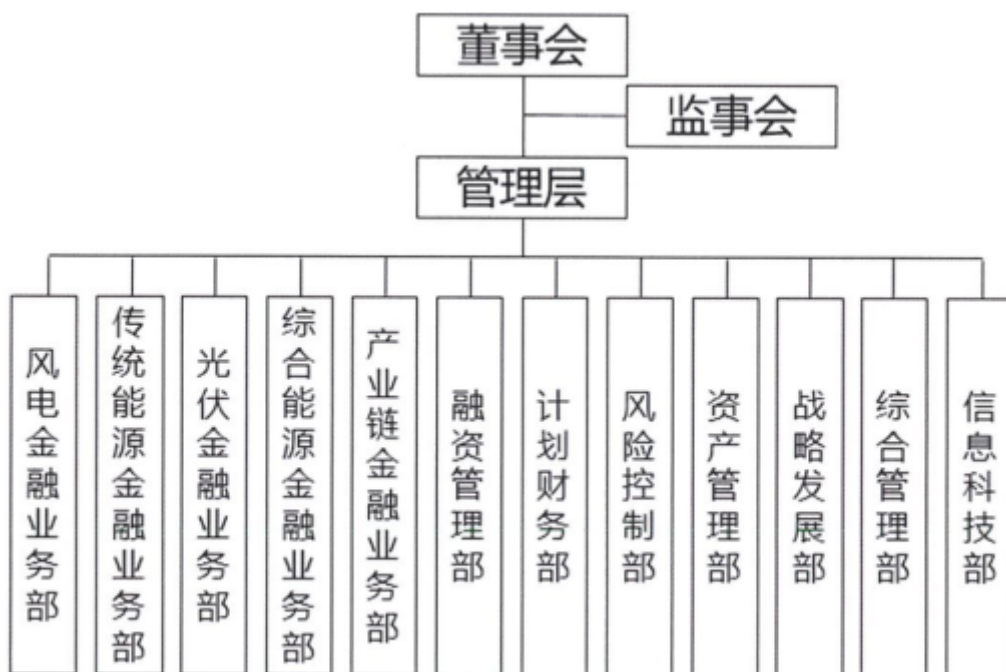 董事会
监事会
管理层
风电金融业务部
传统能源金融业务部
光伏金融业务部
综合能源金融业务部
产业链金融业务部
融资管理部
计划财务部
风险控制部
资产管理部
战略发展部
综合管理部
信息科技部